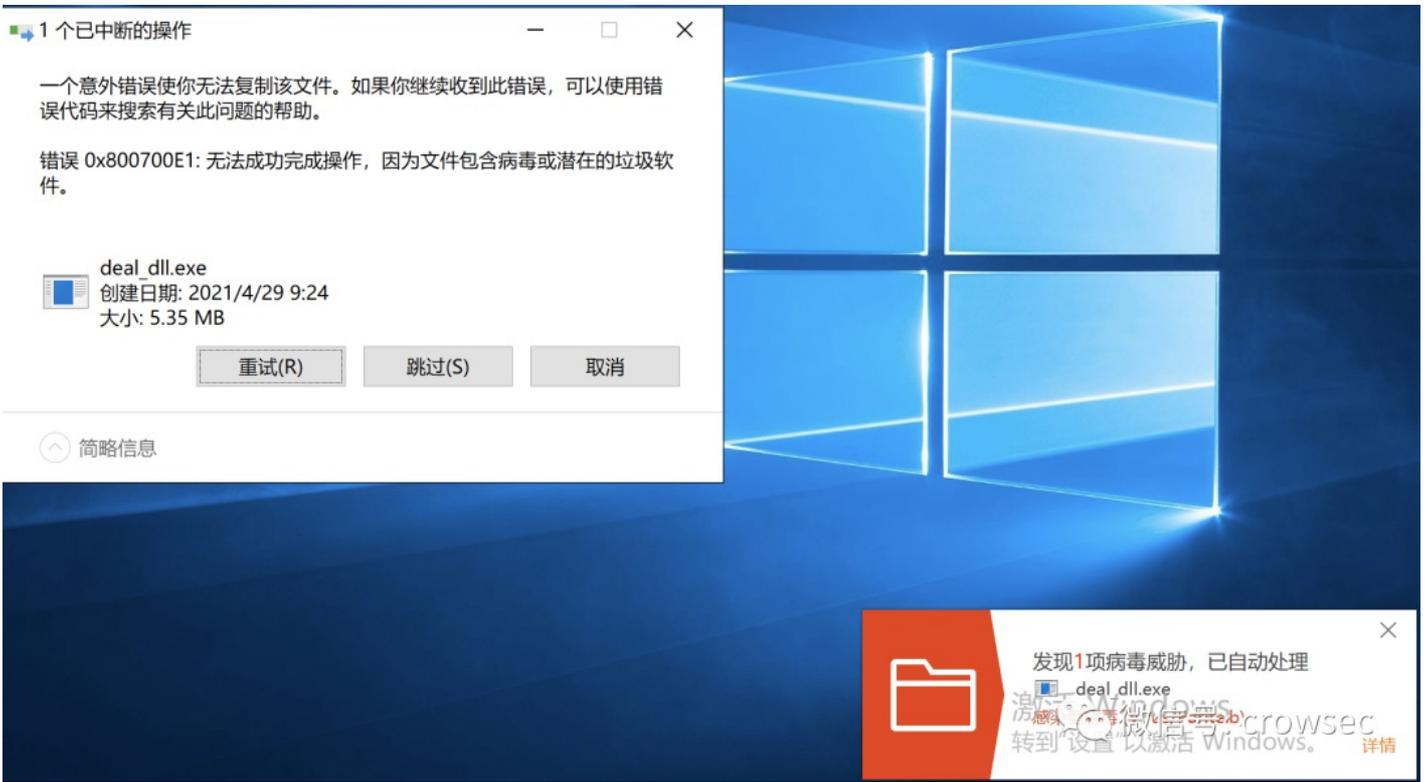 1 个已中断的操作
一个意外错误使你无法复制该文件。如果你继续收到此错误，可以使用错
误代码来搜索有关此问题的帮助。
错误 0x800700E1: 无法成功完成操作，因为文件包含病毒或潜在的垃圾软
件。
deal_dll.exe
创建日期: 2021/4/29 9:24
大小: 5.35 MB
重试(R) 跳过(S) 取消
简略信息
发现1项病毒威胁，已自动处理
deal_dll.exe
激活 Windows
微信号: crowsec
转到"设置"以激活 Windows。
详情